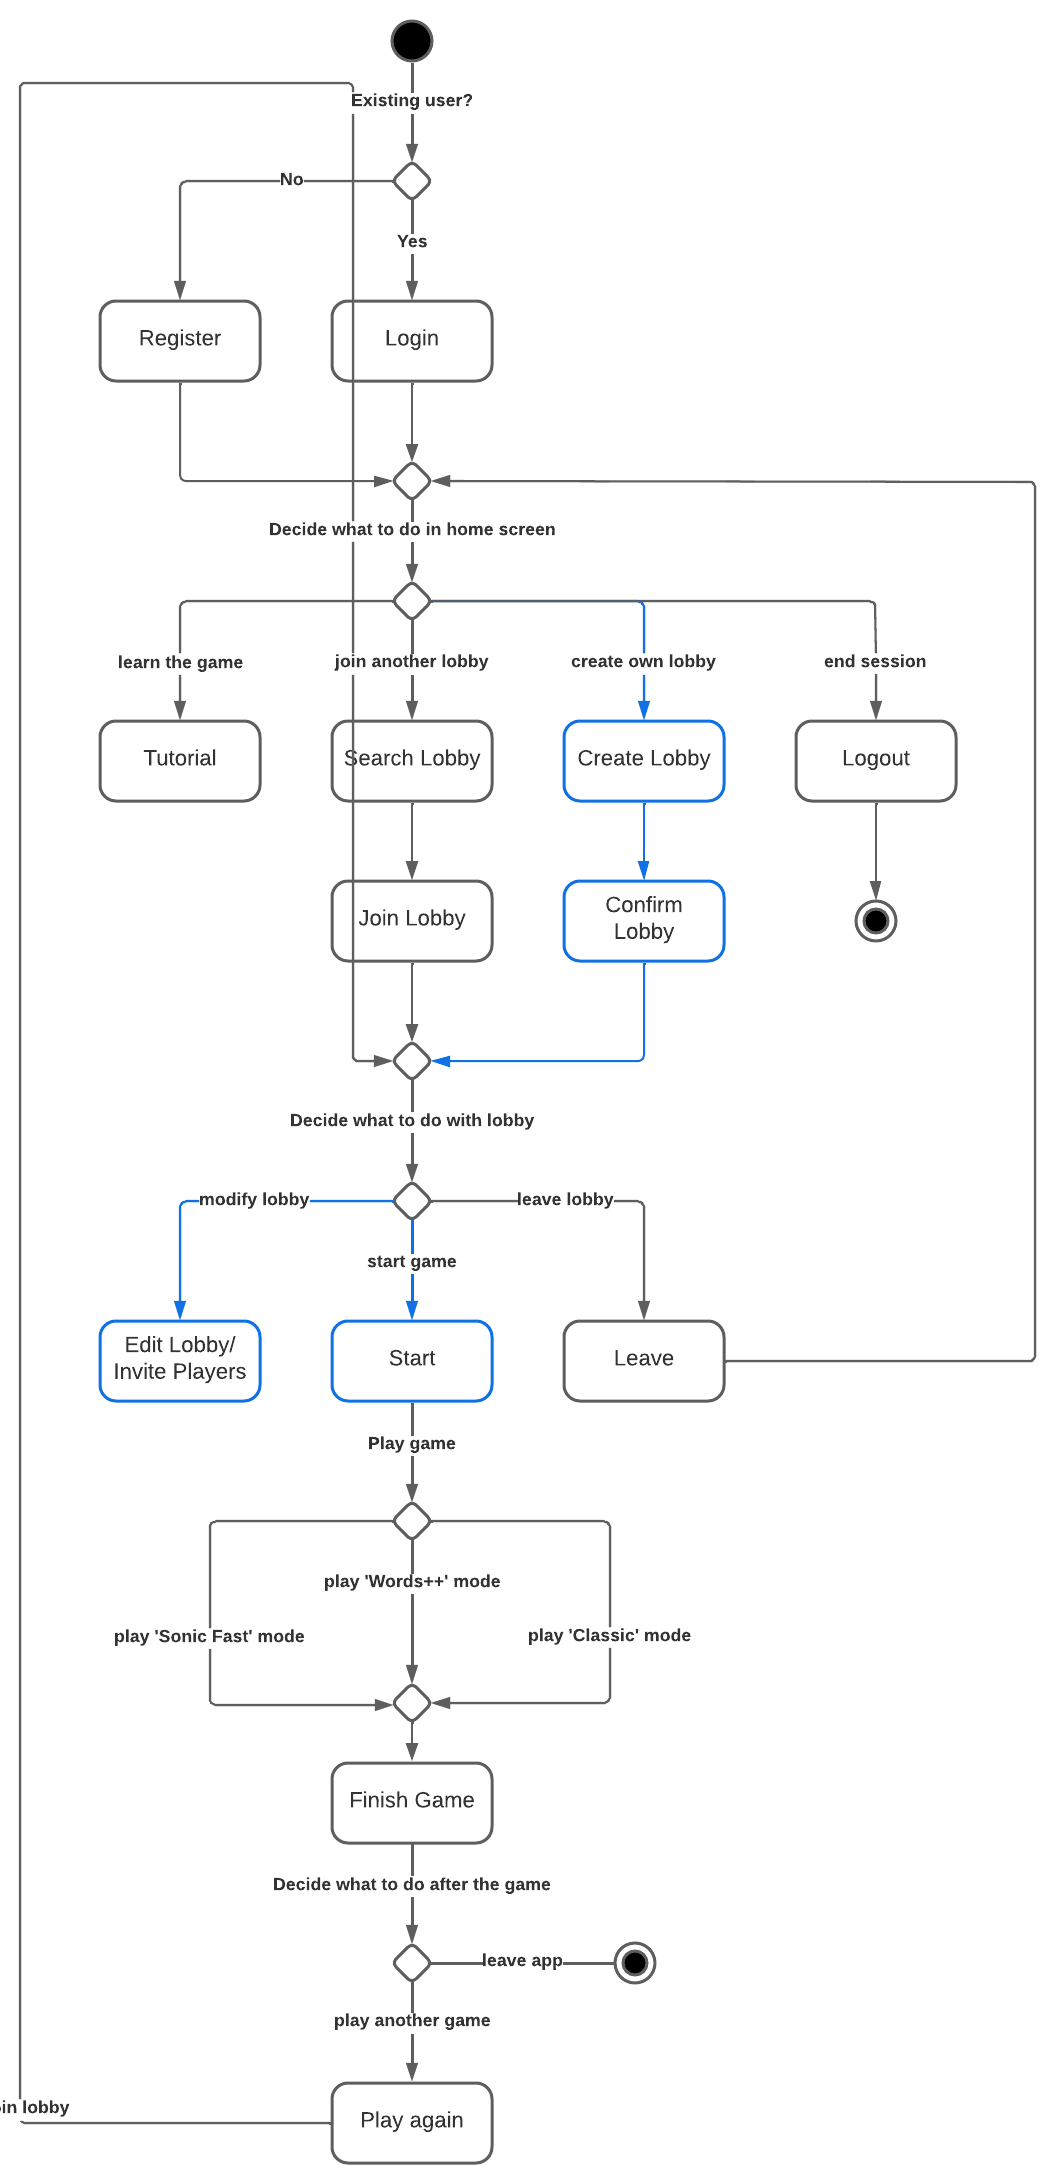 Existing user?
No
Yes
Register
Login
Decide what to do in home screen
learn the game
join another lobby
create own lobby
end session
Tutorial
Search Lobby
Create Lobby
Logout
Join Lobby
Confirm
Lobby
Decide what to do with lobby
modify lobby
leave lobby
start game
Edit Lobby/
Invite Players
Start
Leave
Play game
play 'Words++' mode
play 'Sonic Fast' mode
play 'Classic' mode
Finish Game
Decide what to do after the game
leave app
play another game
lobby
Play again